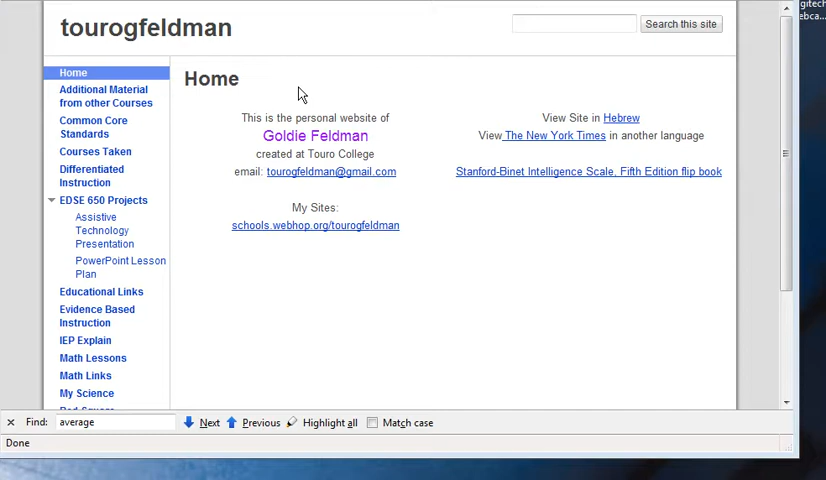 gitech
ebca...
tourogfeldman
Search this site
Home
Additional Material
from other Courses
Common Core
Standards
Courses Taken
Differentiated
Instruction
EDSE 650 Projects
Assistive
Technology
Presentation
PowerPoint Lesson
Plan
Educational Links
Evidence Based
Instruction
IEP Explain
Math Lessons
Math Links
My Science
Red Square
Home
This is the personal website of
Goldie Feldman
created at Touro College
email: tourogfeldman@gmail.com
My Sites:
schools.webhop.org/tourogfeldman
View Site in Hebrew
View The New York Times in another language
Stanford-Binet Intelligence Scale, Fifth Edition flip book
Find: average Next Previous Highlight all Match case
Done